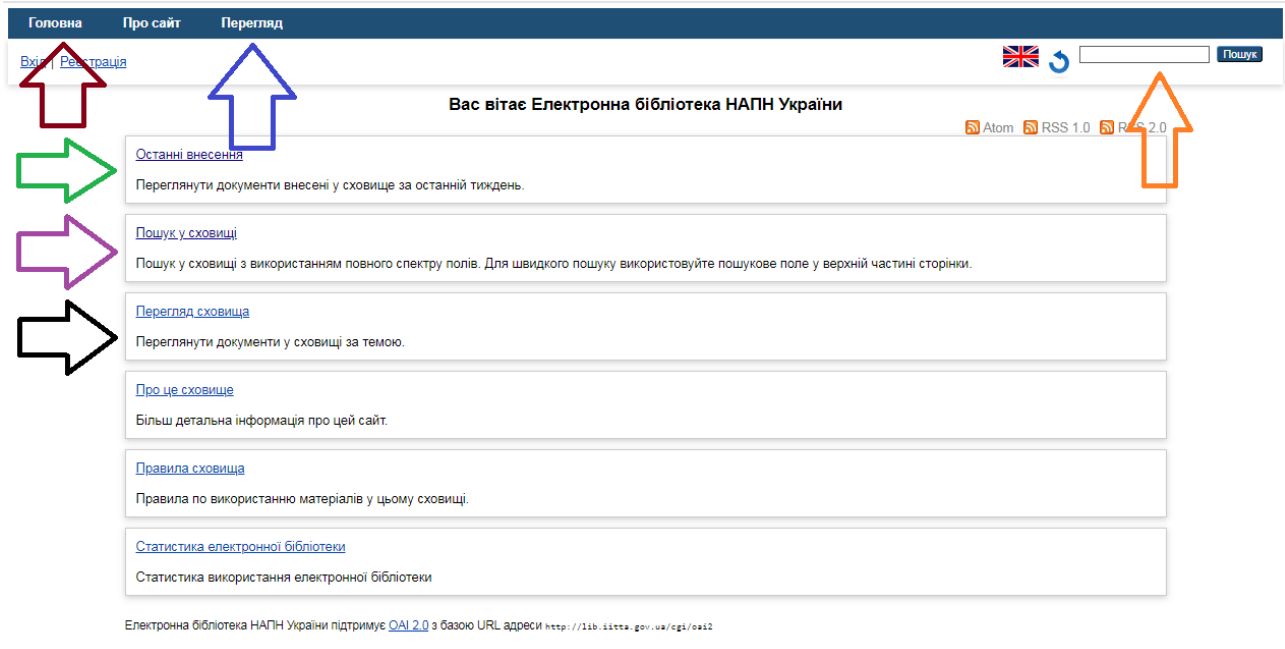 Головна Про сайт Перегляд
Вхід | Реєстрація
Пошук
Вас вітає Електронна бібліотека НАПН України
Atom RSS 1.0 RSS 2.0
Останні внесення
Переглянути документи внесені у сховище за останній тиждень.
Пошук у сховищі
Пошук у сховищі з використанням повного спектру полів. Для швидкого пошуку використовуйте пошукове поле у верхній частині сторінки.
Перегляд сховища
Переглянути документи у сховищі за темою.
Про це сховище
Більш детальна інформація про цей сайт.
Правила сховища
Правила по використанню матеріалів у цьому сховищі.
Статистика електронної бібліотеки
Статистика використання електронної бібліотеки
Електронна бібліотека НАПН України підтримує OAI 2.0 з базою URL адреси http://lib.iitta.gov.ua/cgi/oai2